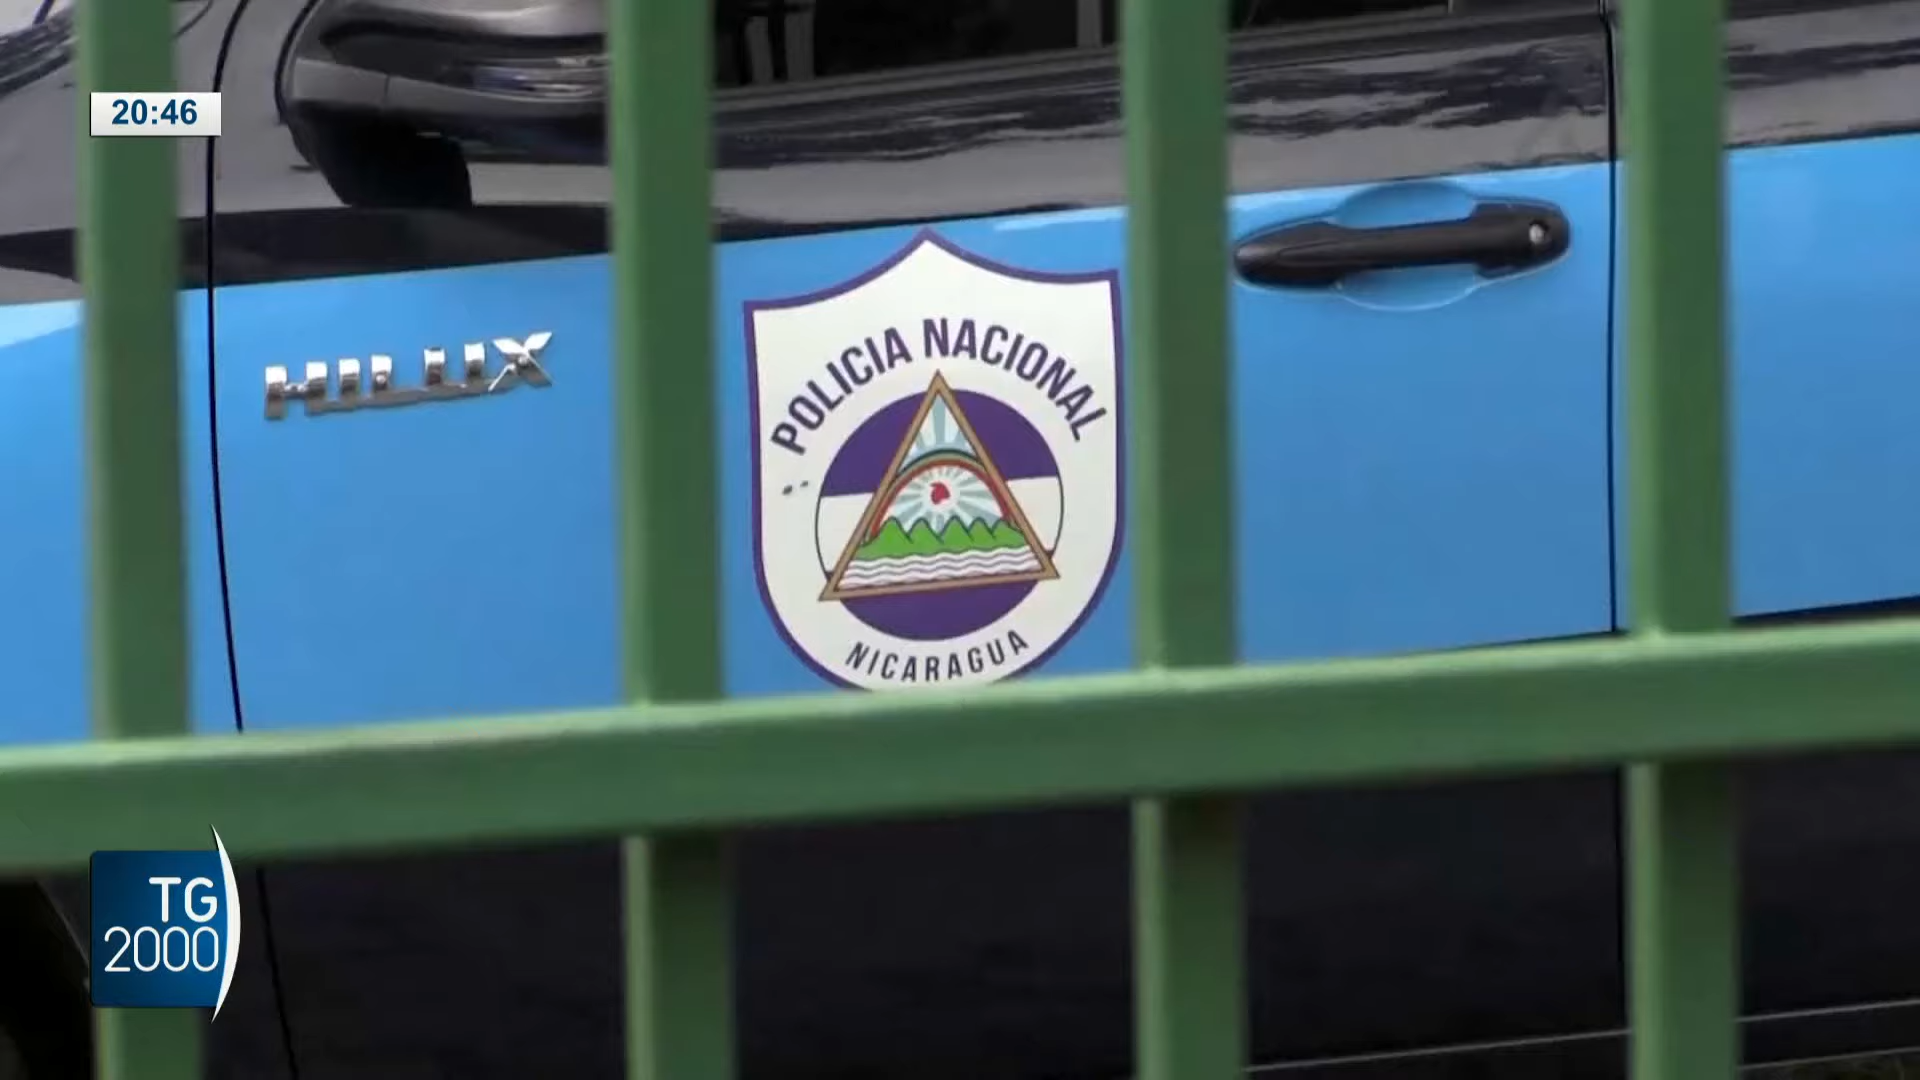 20:46
HILUX
POLICIA NACIONAL
NICARAGUA
TG
2000